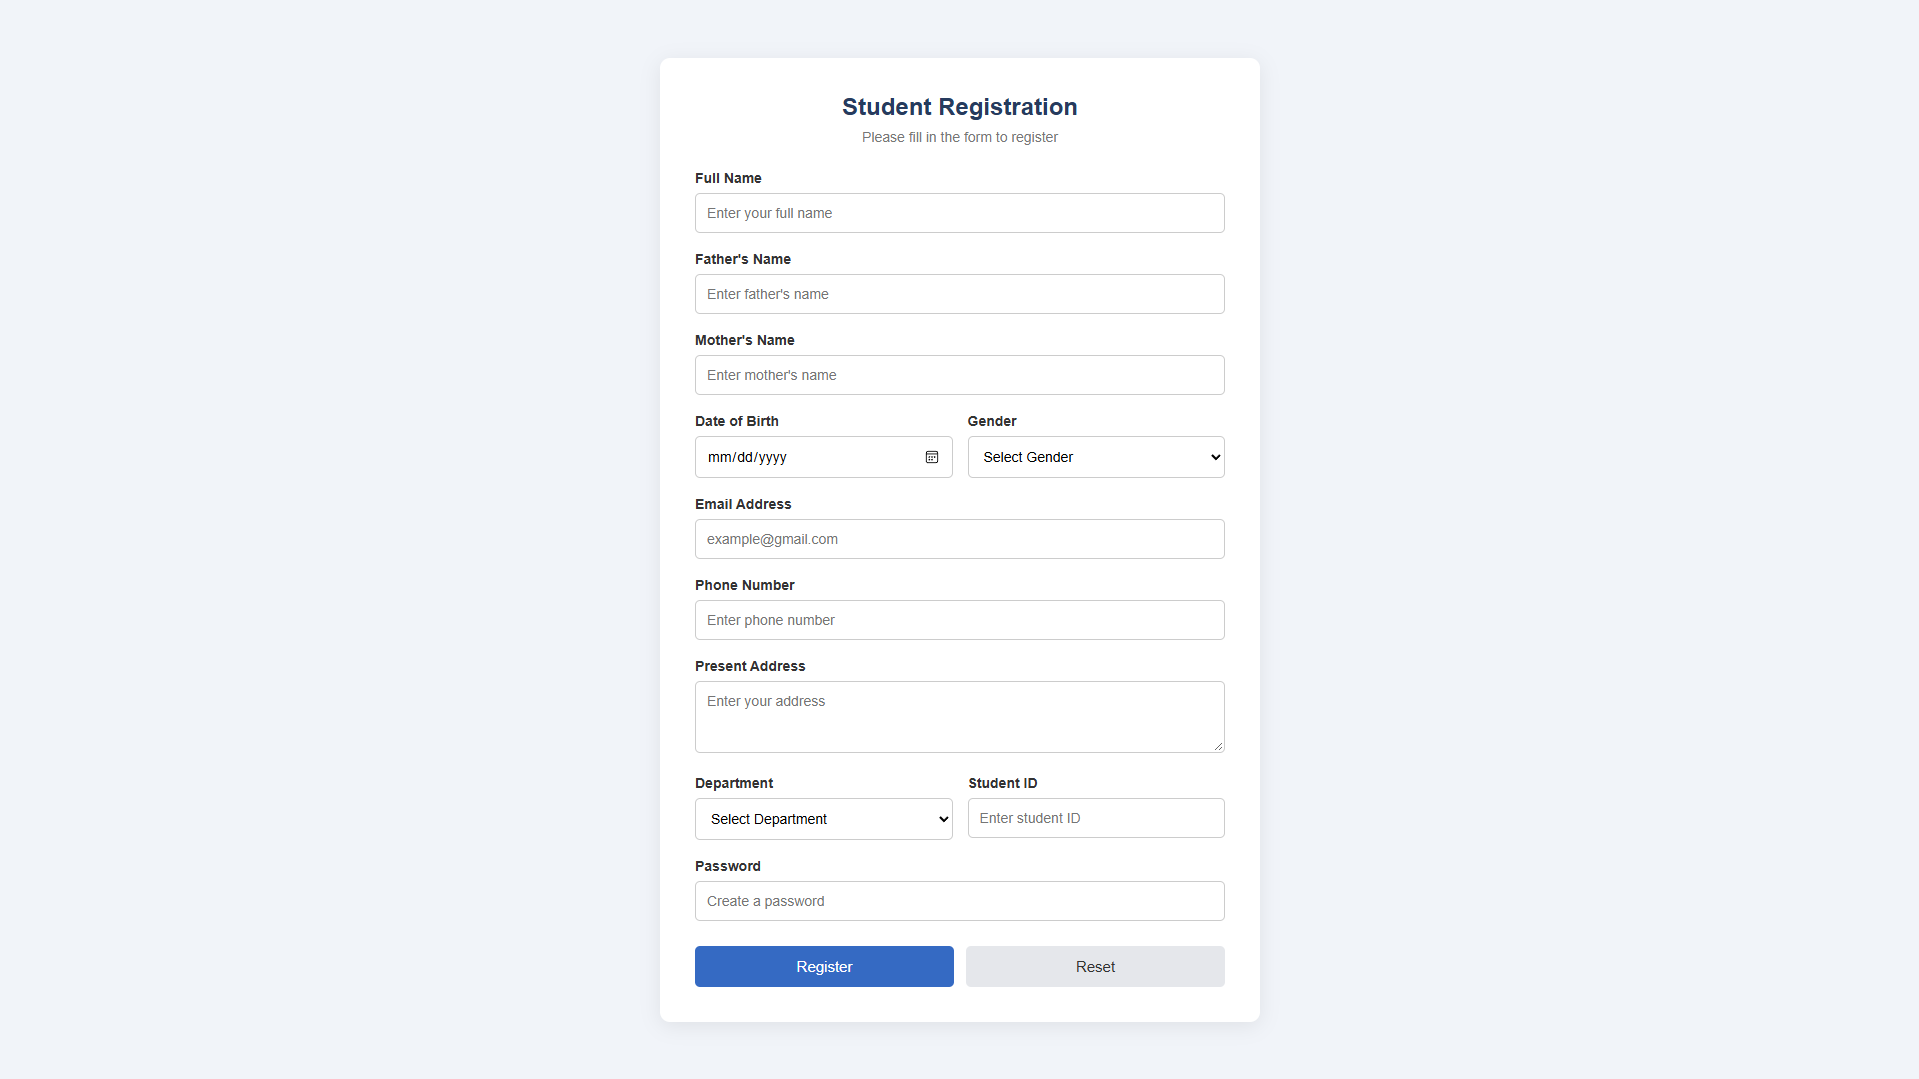 Student Registration
Please fill in the form to register
Full Name
Enter your full name
Father's Name
Enter father's name
Mother's Name
Enter mother's name
Date of Birth
Gender
mm/dd/yyyy
Select Gender
Email Address
example@gmail.com
Phone Number
Enter phone number
Present Address
Enter your address
Department
Student ID
Select Department
Enter student ID
Password
Create a password
Register
Reset